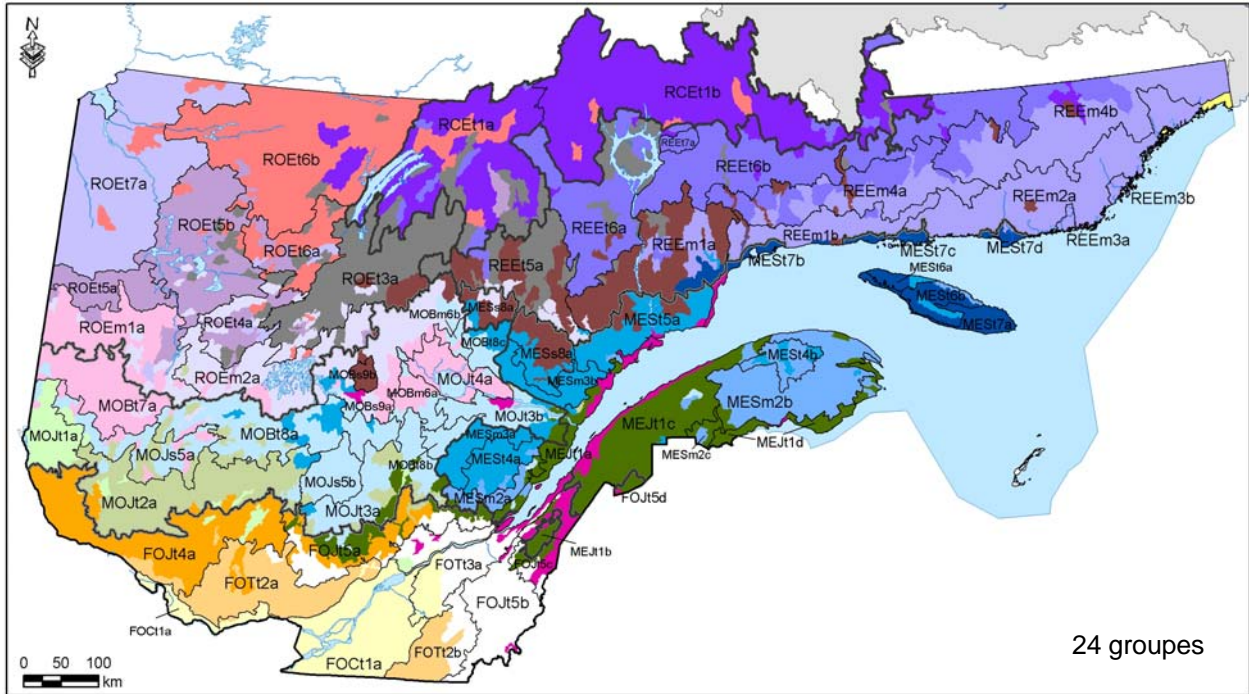 N
RCEt1b
RCEt1a
REEm4b
ROEt6b
REEt7a
REEt6b
ROEt7a
REEm4a
ROEt5b
REEm2a
REEm3b
REEt6a
REEm1a
REEm1b
REEm3a
ROEt6a
MESt7c
MESt7d
MESt7b
REEt5a
MESt6a
ROEt3a
ROEt5a
MESt6b
MESs8a
MESt7a
MOBm6b
MESt5a
ROEm1a
ROEt4a
MOBt8c
MESs8a
MESt4b
ROEm2a
MOBs9b
MOJt4a
MESm3b
MOBm6a
MESm2b
MOBs9a
MOBt7a
MOJt3b
MEJt1c
MOBt8a
MESm3a
MOJt1a
MEJt1d
MEJt1a
MESm2c
MOJs5a
MOBt8b
MESt4a
MOJs5b
MESm2a
FOJt5d
MOJt2a
MOJt3a
FOJt4a
FOJt5a
MEJt1b
FOTt3a
FOJt5c
FOTt2a
FOJt5b
FOCt1a
FOTt2b
FOCt1a
24 groupes
0 50 100
km